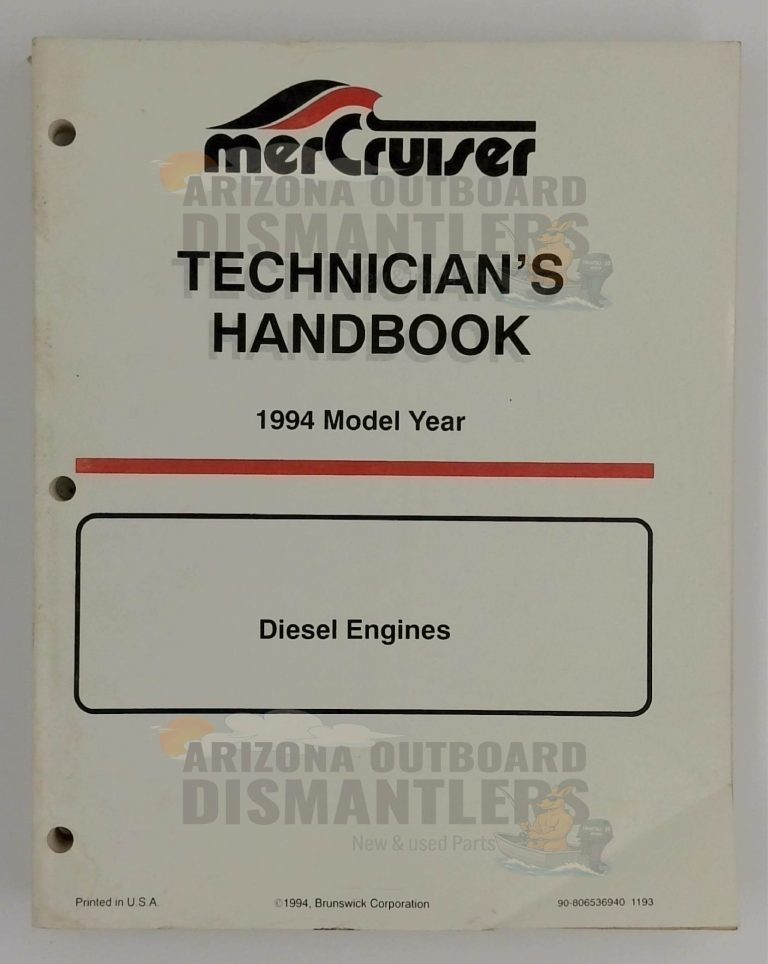 merCruiser
ARIZONA OUTBOARD
DISMANTLERS
TECHNICIAN'S
HANDBOOK
1994 Model Year
Diesel Engines
ARIZONA OUTBOARD
DISMANTLERS
New & used Parts
Printed in U.S.A.
©1994, Brunswick Corporation
90-806536940 1193